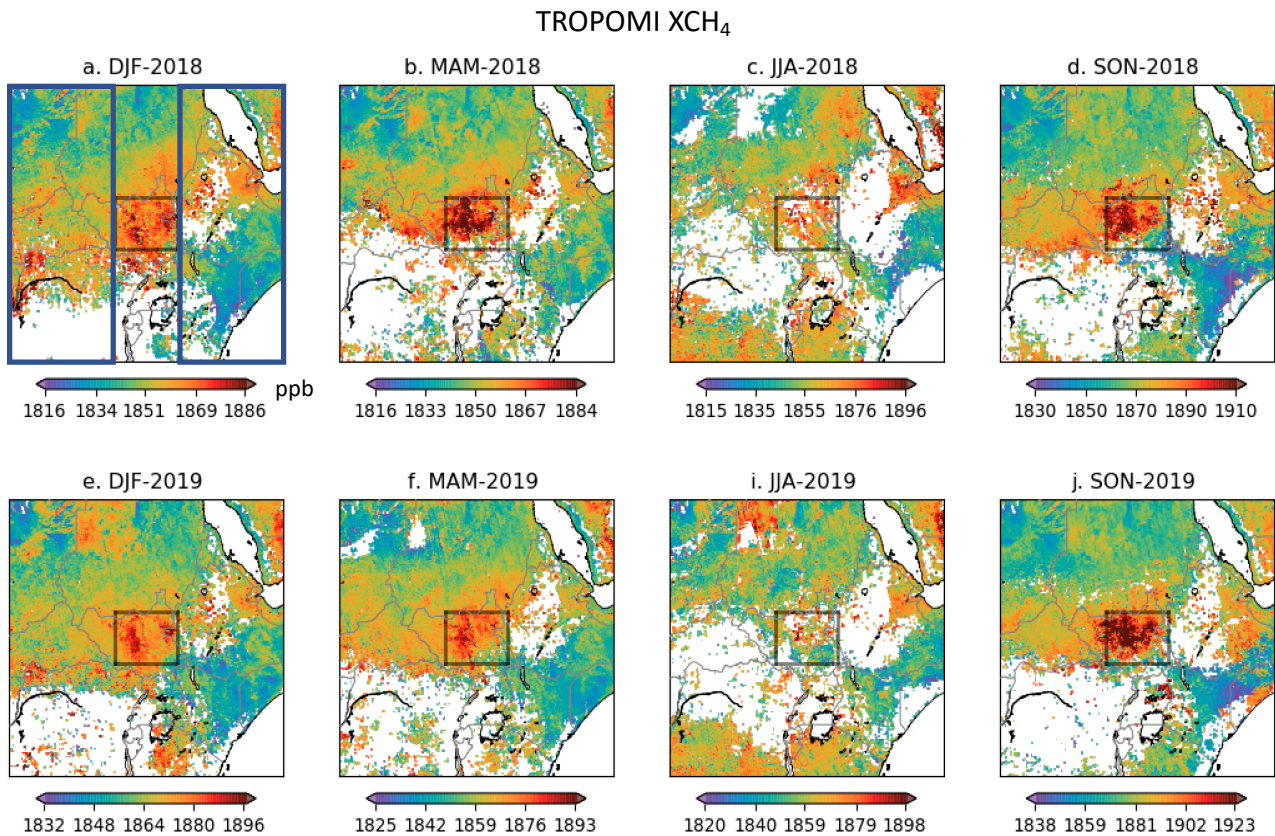 TROPOMI XCH₄
a. DJF-2018
b. MAM-2018
c. JJA-2018
d. SON-2018
ppb
1816 1834 1851 1869 1886
1816 1833 1850 1867 1884
1815 1835 1855 1876 1896
1830 1850 1870 1890 1910
e. DJF-2019
f. MAM-2019
i. JJA-2019
j. SON-2019
1832 1848 1864 1880 1896
1825 1842 1859 1876 1893
1820 1840 1859 1879 1898
1838 1859 1881 1902 1923